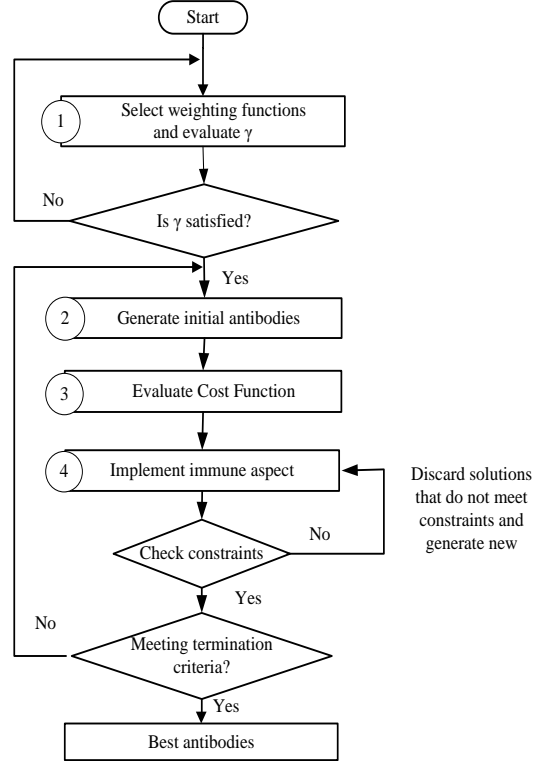 Start
1
Select weighting functions
and evaluate γ
No
Is γ satisfied?
Yes
2
Generate initial antibodies
3
Evaluate Cost Function
4
Implement immune aspect
Discard solutions
that do not meet
constraints and
generate new
No
Check constraints
Yes
No
Meeting termination
criteria?
Yes
Best antibodies